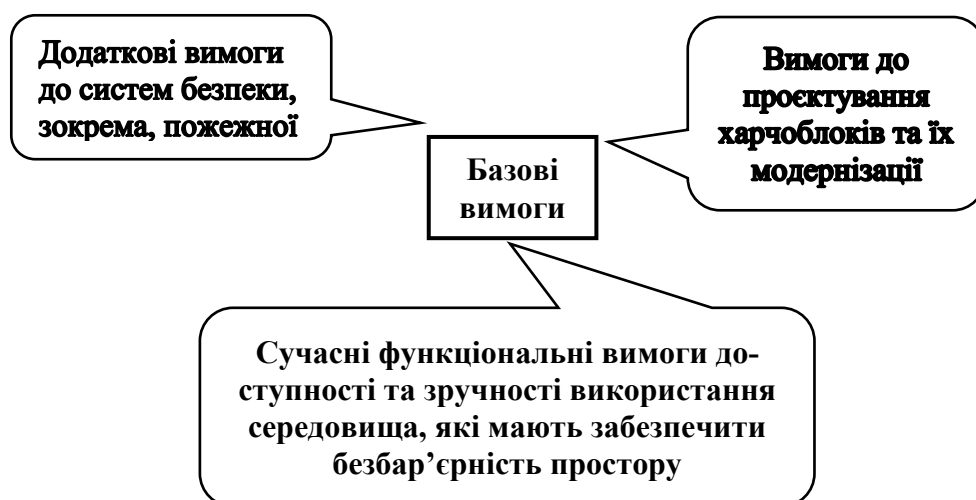 Додаткові вимоги
до систем безпеки,
зокрема, пожежної
Вимоги до
проєктування
харчоблоків та їх
модернізації
Базові
вимоги
Сучасні функціональні вимоги до-
ступності та зручності використання
середовища, які мають забезпечити
безбар’єрність простору